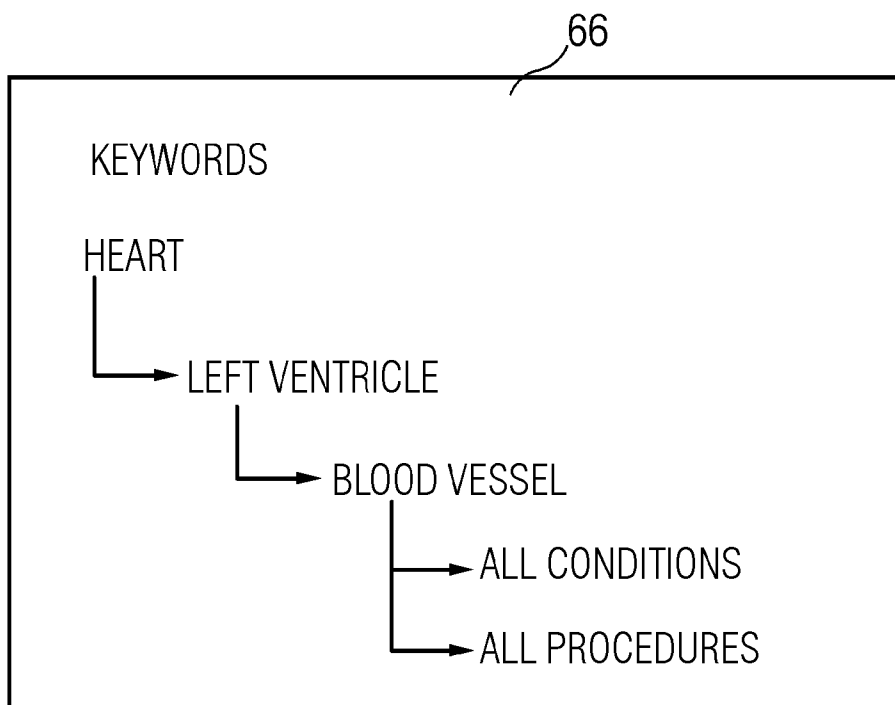 66
KEYWORDS
HEART
LEFT VENTRICLE
BLOOD VESSEL
ALL CONDITIONS
ALL PROCEDURES